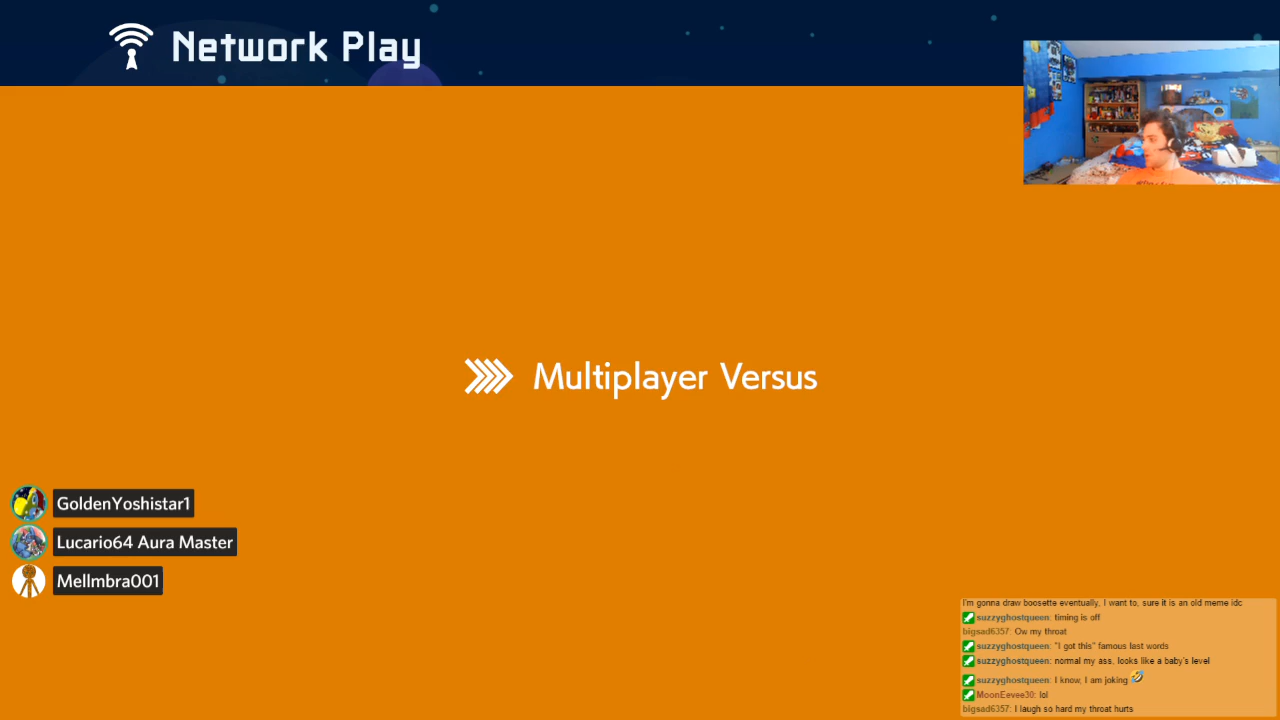 Network Play
Multiplayer Versus
GoldenYoshistar1
Lucario64 Aura Master
Mellmbra001
I'm gonna draw boosette eventually, I want to, sure it is an old meme idc
suzzyghostqueen: timing is off
bigsad6357: Ow my throat
suzzyghostqueen: "I got this" famous last words
suzzyghostqueen: normal my ass, looks like a baby's level
suzzyghostqueen: I know, I am joking 🤣
MoonEevee30: lol
bigsad6357: I laugh so hard my throat hurts